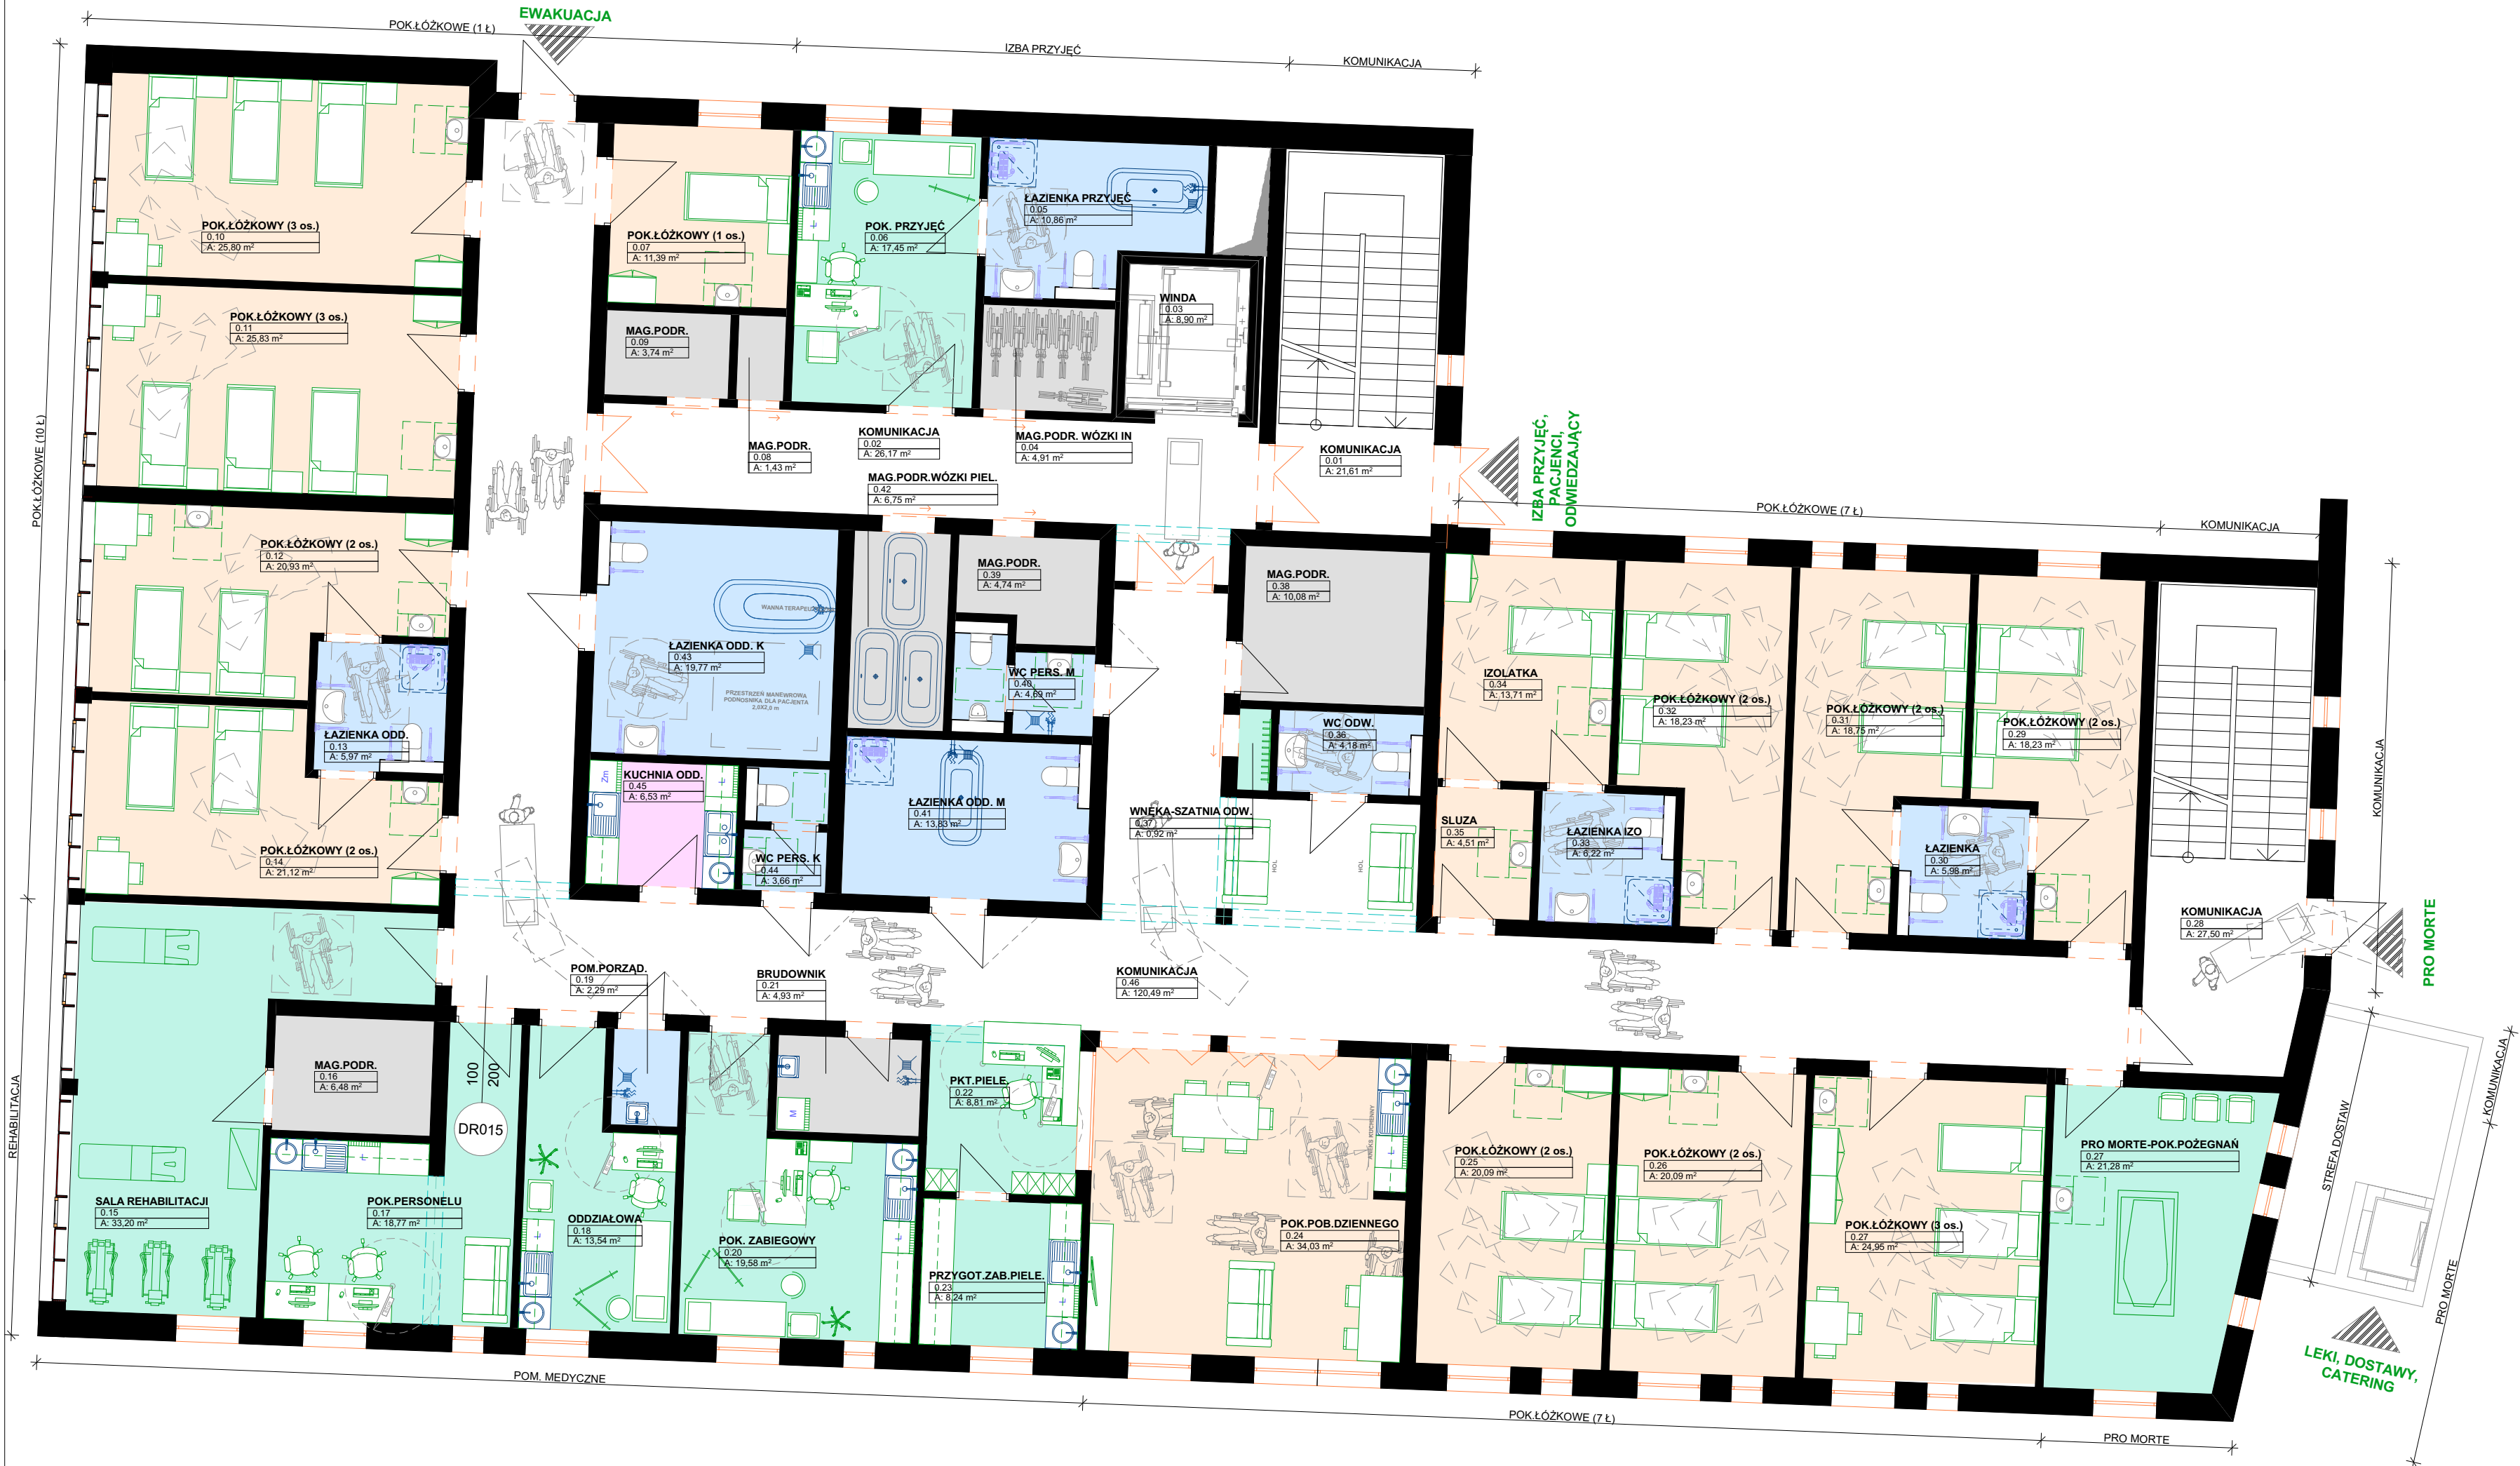 EWAKUACJA
POK.ŁÓŻKOWE (1 Ł)
IZBA PRZYJĘĆ
KOMUNIKACJA
POK.ŁÓŻKOWE (10 Ł)
REHABILITACJA
POK.ŁÓŻKOWY (3 os.)
0.10
A: 25,80 m²
POK.ŁÓŻKOWY (3 os.)
0.11
A: 25,83 m²
POK.ŁÓŻKOWY (1 os.)
0.07
A: 11,39 m²
POK. PRZYJĘĆ
0.06
A: 17,45 m²
ŁAZIENKA PRZYJĘĆ
0.05
A: 10,86 m²
WINDA
0.03
A: 8,90 m²
MAG.PODR.
0.09
A: 3,74 m²
MAG.PODR.
0.08
A: 1,43 m²
KOMUNIKACJA
0.02
A: 26,17 m²
MAG.PODR. WÓZKI IN
0.04
A: 4,91 m²
KOMUNIKACJA
0.01
A: 21,61 m²
IZBA PRZYJĘĆ,
PACJENCI,
ODWIEDZAJĄCY
MAG.PODR.WÓZKI PIEL.
0.42
A: 6,75 m²
POK.ŁÓŻKOWE (7 Ł)
KOMUNIKACJA
POK.ŁÓŻKOWY (2 os.)
0.12
A: 20,93 m²
ŁAZIENKA ODD.
0.13
A: 5,97 m²
POK.ŁÓŻKOWY (2 os.)
0.14
A: 21,12 m²
WANNA TERAPEUT
ŁAZIENKA ODD. K
0.43
A: 19,77 m²
PRZESTRZEŃ MANEWROWA
PODNOŚNIKA DLA PACJENTA
2,0X2,0 m
MAG.PODR.
0.39
A: 4,74 m²
WC PERS. M
0.40
A: 4,69 m²
MAG.PODR.
0.38
A: 10,08 m²
WC ODW.
0.36
A: 4,18 m²
IZOLATKA
0.34
A: 13,71 m²
POK.ŁÓŻKOWY (2 os.)
0.32
A: 18,23 m²
POK.ŁÓŻKOWY (2 os.)
0.31
A: 18,75 m²
POK.ŁÓŻKOWY (2 os.)
0.29
A: 18,23 m²
KOMUNIKACJA
Zm
KUCHNIA ODD.
0.45
A: 6,53 m²
L
WC PERS. K
0.44
A: 3,66 m²
ŁAZIENKA ODD. M
0.41
A: 13,83 m²
WNĘKA-SZATNIA ODW.
0.37
A: 0,92 m²
HOL
HOL
SLUZA
0.35
A: 4,51 m²
ŁAZIENKA IZO
0.33
A: 6,22 m²
ŁAZIENKA
0.30
A: 5,98 m²
KOMUNIKACJA
0.28
A: 27,50 m²
PRO MORTE
POM.PORZĄD.
0.19
A: 2,29 m²
BRUDOWNIK
0.21
A: 4,93 m²
KOMUNIKACJA
0.46
A: 120,49 m²
MAG.PODR.
0.16
A: 6,48 m²
100
200
DR015
M
PKT.PIELE.
0.22
A: 8,81 m²
ANEKS KUCHENNY
SALA REHABILITACJI
0.15
A: 33,20 m²
POK.PERSONELU
0.17
A: 18,77 m²
ODDZIAŁOWA
0.18
A: 13,54 m²
POK. ZABIEGOWY
0.20
A: 19,58 m²
PRZYGOT.ZAB.PIELE.
0.23
A: 8,24 m²
POK.POB.DZIENNEGO
0.24
A: 34,03 m²
POK.ŁÓŻKOWY (2 os.)
0.25
A: 20,09 m²
POK.ŁÓŻKOWY (2 os.)
0.26
A: 20,09 m²
POK.ŁÓŻKOWY (3 os.)
0.27
A: 24,95 m²
PRO MORTE-POK.POŻEGNAŃ
0.27
A: 21,28 m²
STREFA DOSTAW
KOMUNIKACJA
PRO MORTE
LEKI, DOSTAWY,
CATERING
POM. MEDYCZNE
POK.ŁÓŻKOWE (7 Ł)
PRO MORTE